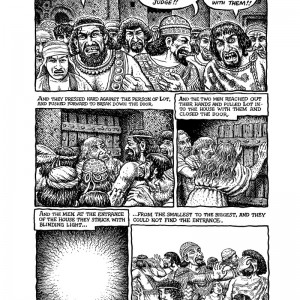 JUDGE!!
WITH THEM!!
AND THEY PRESSED HARD AGAINST THE PERSON OF LOT,
AND PUSHED FORWARD TO BREAK DOWN THE DOOR.
AND THE TWO MEN REACHED OUT
THEIR HANDS AND PULLED LOT IN-
TO THE HOUSE WITH THEM AND
CLOSED THE DOOR.
AND THE MEN AT THE ENTRANCE
OF THE HOUSE THEY STRUCK WITH
BLINDING LIGHT...
...FROM THE SMALLEST TO THE BIGGEST, AND THEY
COULD NOT FIND THE ENTRANCE.